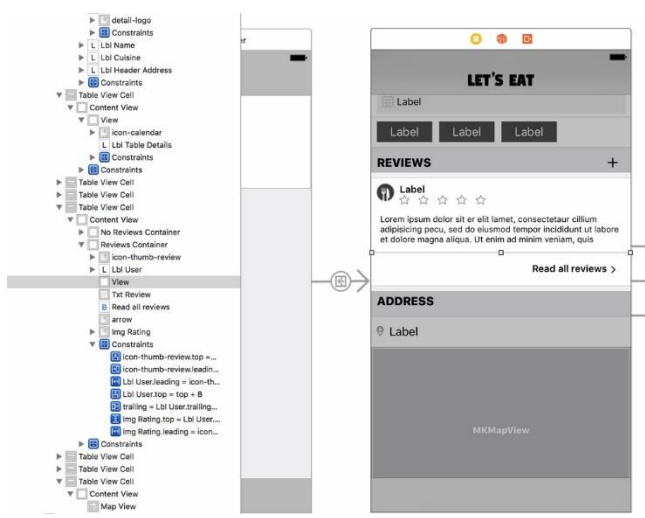 detail-logo
Constraints
L Lbl Name
L Lbl Cuisine
L Lbl Header Address
Constraints
Table View Cell
Content View
View
icon-calendar
L Lbl Table Details
Constraints
Constraints
Table View Cell
Table View Cell
Table View Cell
Content View
No Reviews Container
Reviews Container
icon-thumb-review
L Lbl User
View
Txt Review
B Read all reviews
arrow
Img Rating
Constraints
icon-thumb-review.top =...
icon-thumb-review.leadin...
Lbl User.leading = icon-th...
Lbl User.top = top + 8
trailing = Lbl User.trailing...
Img Rating.top = Lbl User....
Img Rating.leading = icon...
Constraints
Table View Cell
Table View Cell
Table View Cell
Content View
Map View
er
LET'S EAT
Label
Label Label Label
REVIEWS +
Label
Lorem ipsum dolor sit er elit lamet, consectetaur cillium
adipisicing pecu, sed do eiusmod tempor incididunt ut labore
et dolore magna aliqua. Ut enim ad minim veniam, quis
Read all reviews >
ADDRESS
Label
MKMapView